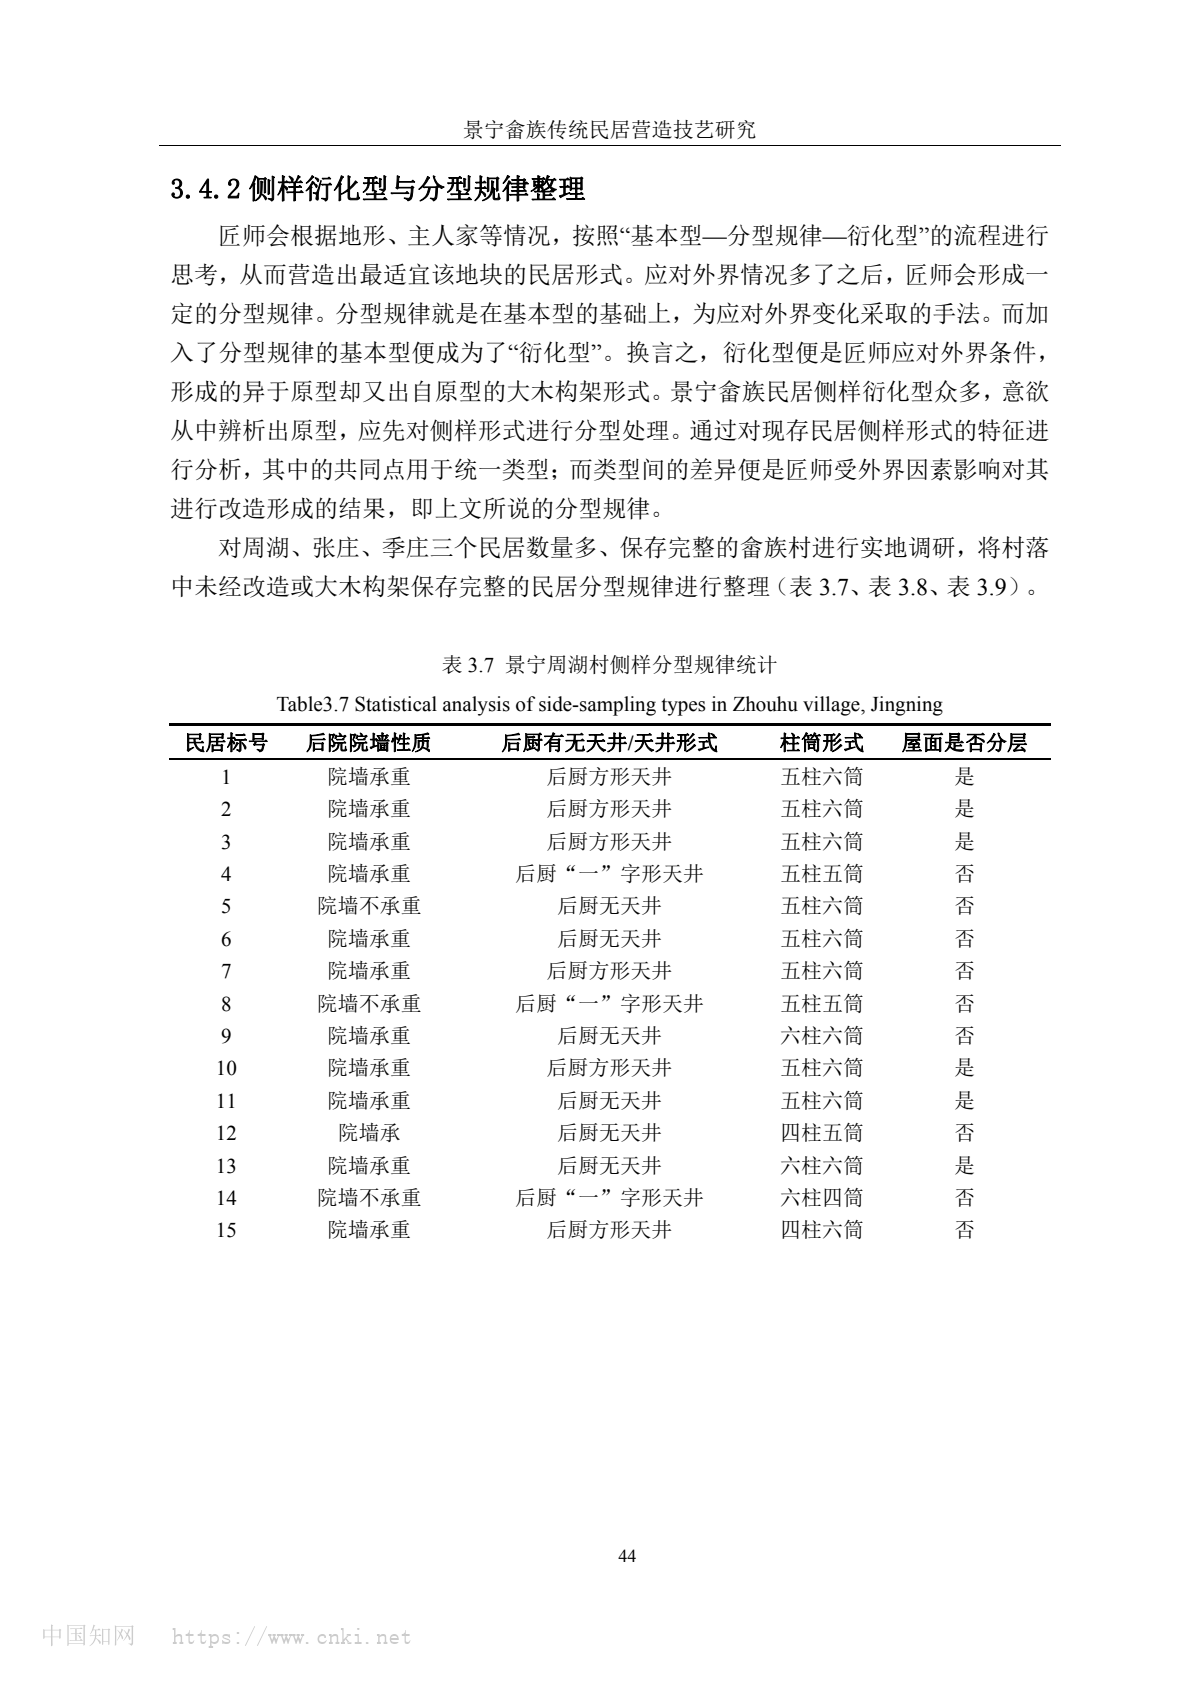 景宁畲族传统民居营造技艺研究
3.4.2 侧样衍化型与分型规律整理
匠师会根据地形、主人家等情况，按照“基本型—分型规律—衍化型”的流程进行
思考，从而营造出最适宜该地块的民居形式。应对外界情况多了之后，匠师会形成一
定的分型规律。分型规律就是在基本型的基础上，为应对外界变化采取的手法。而加
入了分型规律的基本型便成为了“衍化型”。换言之，衍化型便是匠师应对外界条件，
形成的异于原型却又出自原型的大木构架形式。景宁畲族民居侧样衍化型众多，意欲
从中辨析出原型，应先对侧样形式进行分型处理。通过对现存民居侧样形式的特征进
行分析，其中的共同点用于统一类型；而类型间的差异便是匠师受外界因素影响对其
进行改造形成的结果，即上文所说的分型规律。
对周湖、张庄、季庄三个民居数量多、保存完整的畲族村进行实地调研，将村落
中未经改造或大木构架保存完整的民居分型规律进行整理（表 3.7、表 3.8、表 3.9）。
表 3.7 景宁周湖村侧样分型规律统计
Table3.7 Statistical analysis of side-sampling types in Zhouhu village, Jingning
民居标号 后院院墙性质 后厨有无天井/天井形式 柱筒形式 屋面是否分层
1 院墙承重 后厨方形天井 五柱六筒 是
2 院墙承重 后厨方形天井 五柱六筒 是
3 院墙承重 后厨方形天井 五柱六筒 是
4 院墙承重 后厨“一”字形天井 五柱五筒 否
5 院墙不承重 后厨无天井 五柱六筒 否
6 院墙承重 后厨无天井 五柱六筒 否
7 院墙承重 后厨方形天井 五柱六筒 否
8 院墙不承重 后厨“一”字形天井 五柱五筒 否
9 院墙承重 后厨无天井 六柱六筒 否
10 院墙承重 后厨方形天井 五柱六筒 是
11 院墙承重 后厨无天井 五柱六筒 是
12 院墙承 后厨无天井 四柱五筒 否
13 院墙承重 后厨无天井 六柱六筒 是
14 院墙不承重 后厨“一”字形天井 六柱四筒 否
15 院墙承重 后厨方形天井 四柱六筒 否
44
中国知网 https://www.cnki.net